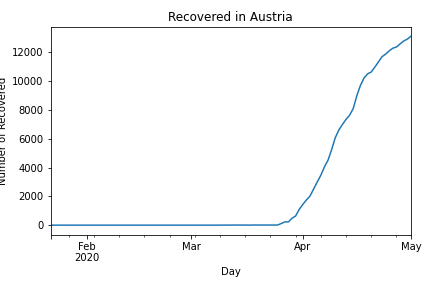 Recovered in Austria
Number of Recovered
12000
10000
8000
6000
4000
2000
0
Feb
2020
Mar
Apr
May
Day